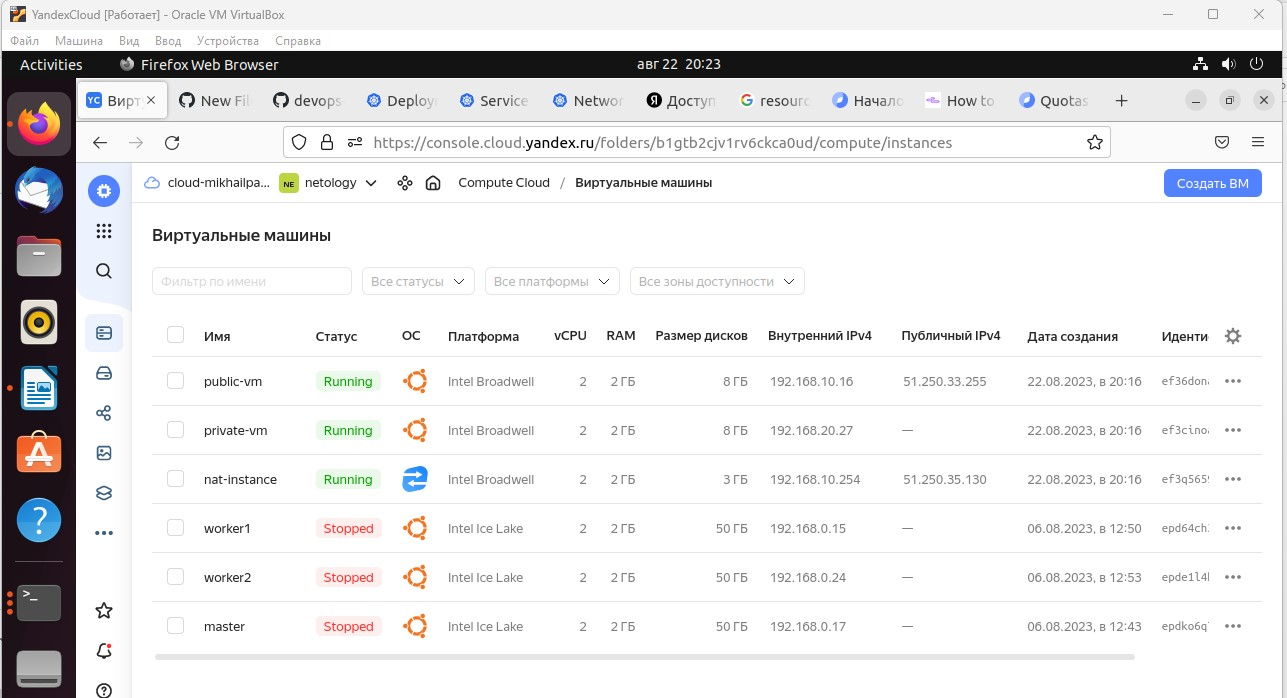 YandexCloud [Работает] - Oracle VM VirtualBox
Файл Машина Вид Ввод Устройства Справка
Activities Firefox Web Browser авг 22 20:23
YC Вирт New Fil devops Deploy Service Networ Я Доступ G resourc Начало How to Quotas
https://console.cloud.yandex.ru/folders/b1gtb2cjv1rv6ckca0ud/compute/instances
cloud-mikhailpa... NE netology Compute Cloud / Виртуальные машины Создать ВМ
Виртуальные машины
Фильтр по имени Все статусы Все платформы Все зоны доступности
Имя Статус ОС Платформа vCPU RAM Размер дисков Внутренний IPv4 Публичный IPv4 Дата создания Иденти
public-vm Running Intel Broadwell 2 2 ГБ 8 ГБ 192.168.10.16 51.250.33.255 22.08.2023, в 20:16 ef36don
private-vm Running Intel Broadwell 2 2 ГБ 8 ГБ 192.168.20.27 — 22.08.2023, в 20:16 ef3cino
nat-instance Running Intel Broadwell 2 2 ГБ 3 ГБ 192.168.10.254 51.250.35.130 22.08.2023, в 20:16 ef3q565
worker1 Stopped Intel Ice Lake 2 2 ГБ 50 ГБ 192.168.0.15 — 06.08.2023, в 12:50 epd64ch
worker2 Stopped Intel Ice Lake 2 2 ГБ 50 ГБ 192.168.0.24 — 06.08.2023, в 12:53 epde1l4
master Stopped Intel Ice Lake 2 2 ГБ 50 ГБ 192.168.0.17 — 06.08.2023, в 12:43 epdko6q